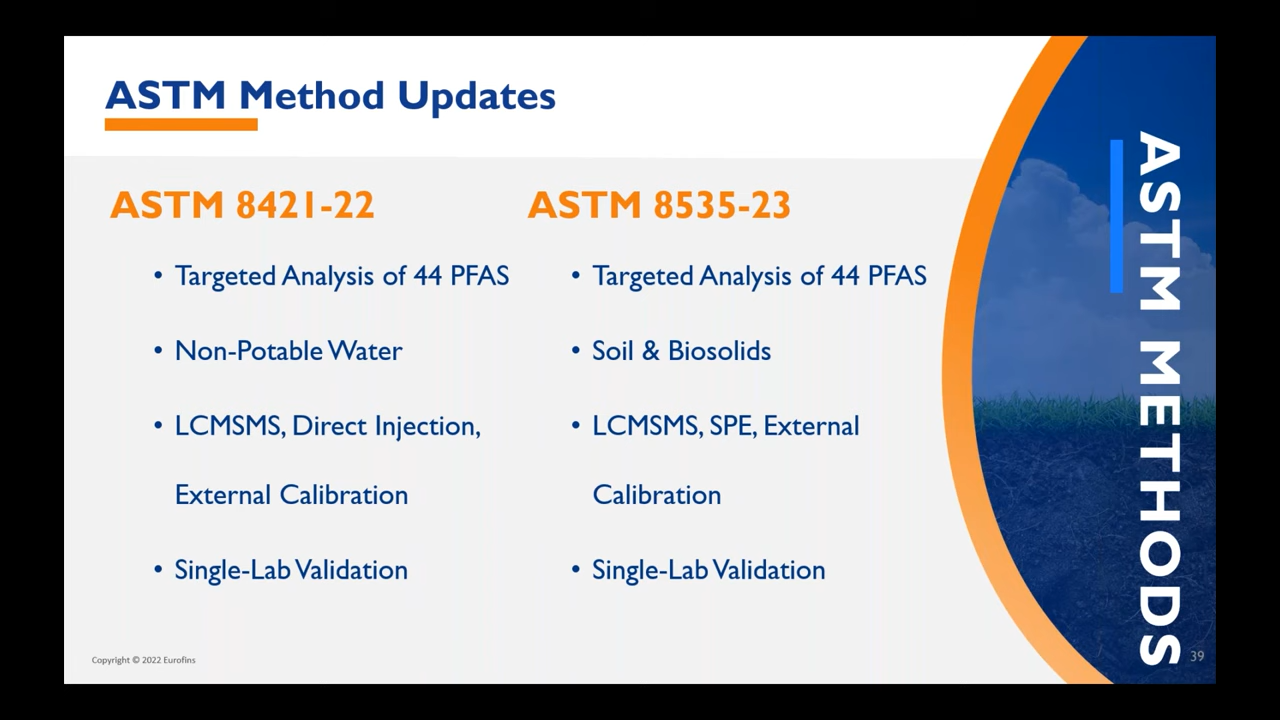 ASTM Method Updates
ASTM 8421-22
• Targeted Analysis of 44 PFAS
• Non-Potable Water
• LCMSMS, Direct Injection,
External Calibration
• Single-Lab Validation
ASTM 8535-23
• Targeted Analysis of 44 PFAS
• Soil & Biosolids
• LCMSMS, SPE, External
Calibration
• Single-Lab Validation
ASTM METHODS
Copyright © 2022 Eurofins
39